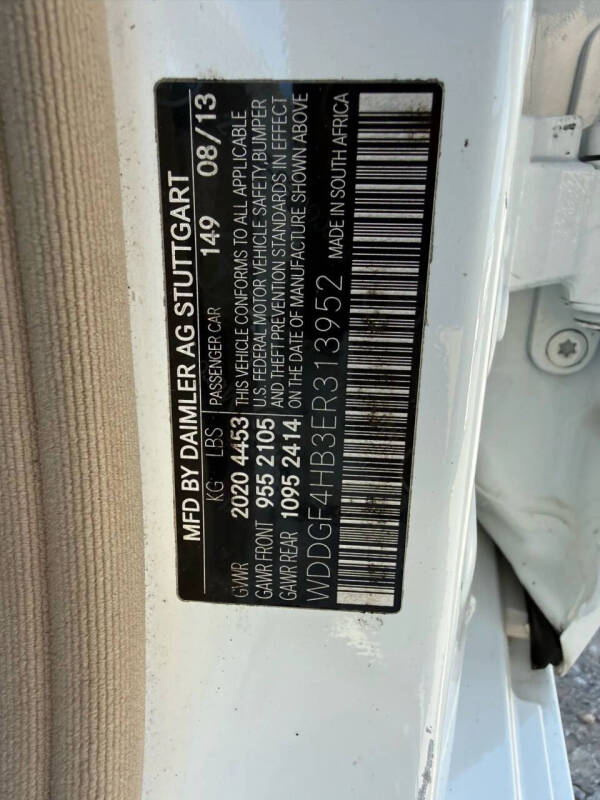 MFD BY DAIMLER AG STUTTGART
KG LBS PASSENGER CAR 149 08/13
GVWR 2020 4453 THIS VEHICLE CONFORMS TO ALL APPLICABLE
GAWR FRONT 955 2105 U.S. FEDERAL MOTOR VEHICLE SAFETY, BUMPER
AND THEFT PREVENTION STANDARDS IN EFFECT
GAWR REAR 1095 2414 ON THE DATE OF MANUFACTURE SHOWN ABOVE
WDDGF4HB3ER313952 MADE IN SOUTH AFRICA